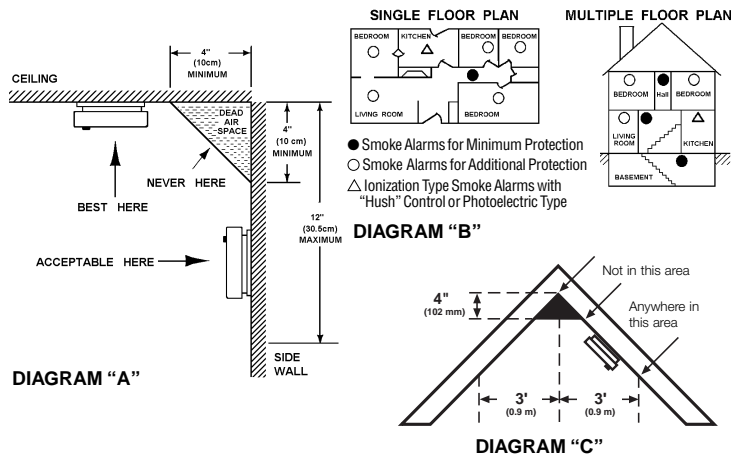 CEILING
4"
(10cm)
MINIMUM
DEAD
AIR
SPACE
4"
(10 cm)
MINIMUM
NEVER HERE
BEST HERE
12"
(30.5cm)
MAXIMUM
ACCEPTABLE HERE
SIDE
WALL
DIAGRAM “A”
SINGLE FLOOR PLAN
BEDROOM
KITCHEN
BEDROOM
BEDROOM
LIVING ROOM
BEDROOM
MULTIPLE FLOOR PLAN
BEDROOM
Hall
BEDROOM
LIVING
ROOM
KITCHEN
BASEMENT
Smoke Alarms for Minimum Protection
Smoke Alarms for Additional Protection
Ionization Type Smoke Alarms with
“Hush” Control or Photoelectric Type
DIAGRAM “B”
Not in this area
4"
(102 mm)
Anywhere in
this area
3'
(0.9 m)
3'
(0.9 m)
DIAGRAM “C”